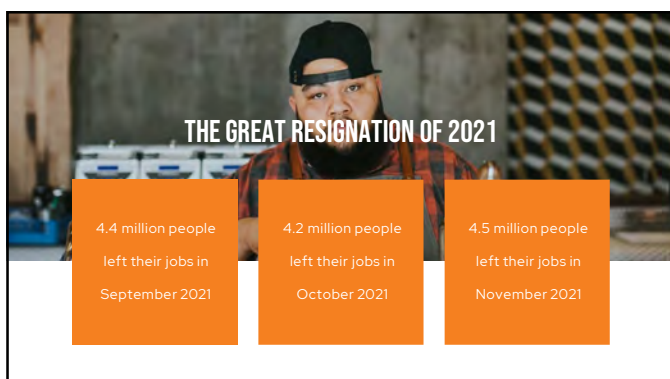 THE GREAT RESIGNATION OF 2021
4.4 million people
left their jobs in
September 2021
4.2 million people
left their jobs in
October 2021
4.5 million people
left their jobs in
November 2021